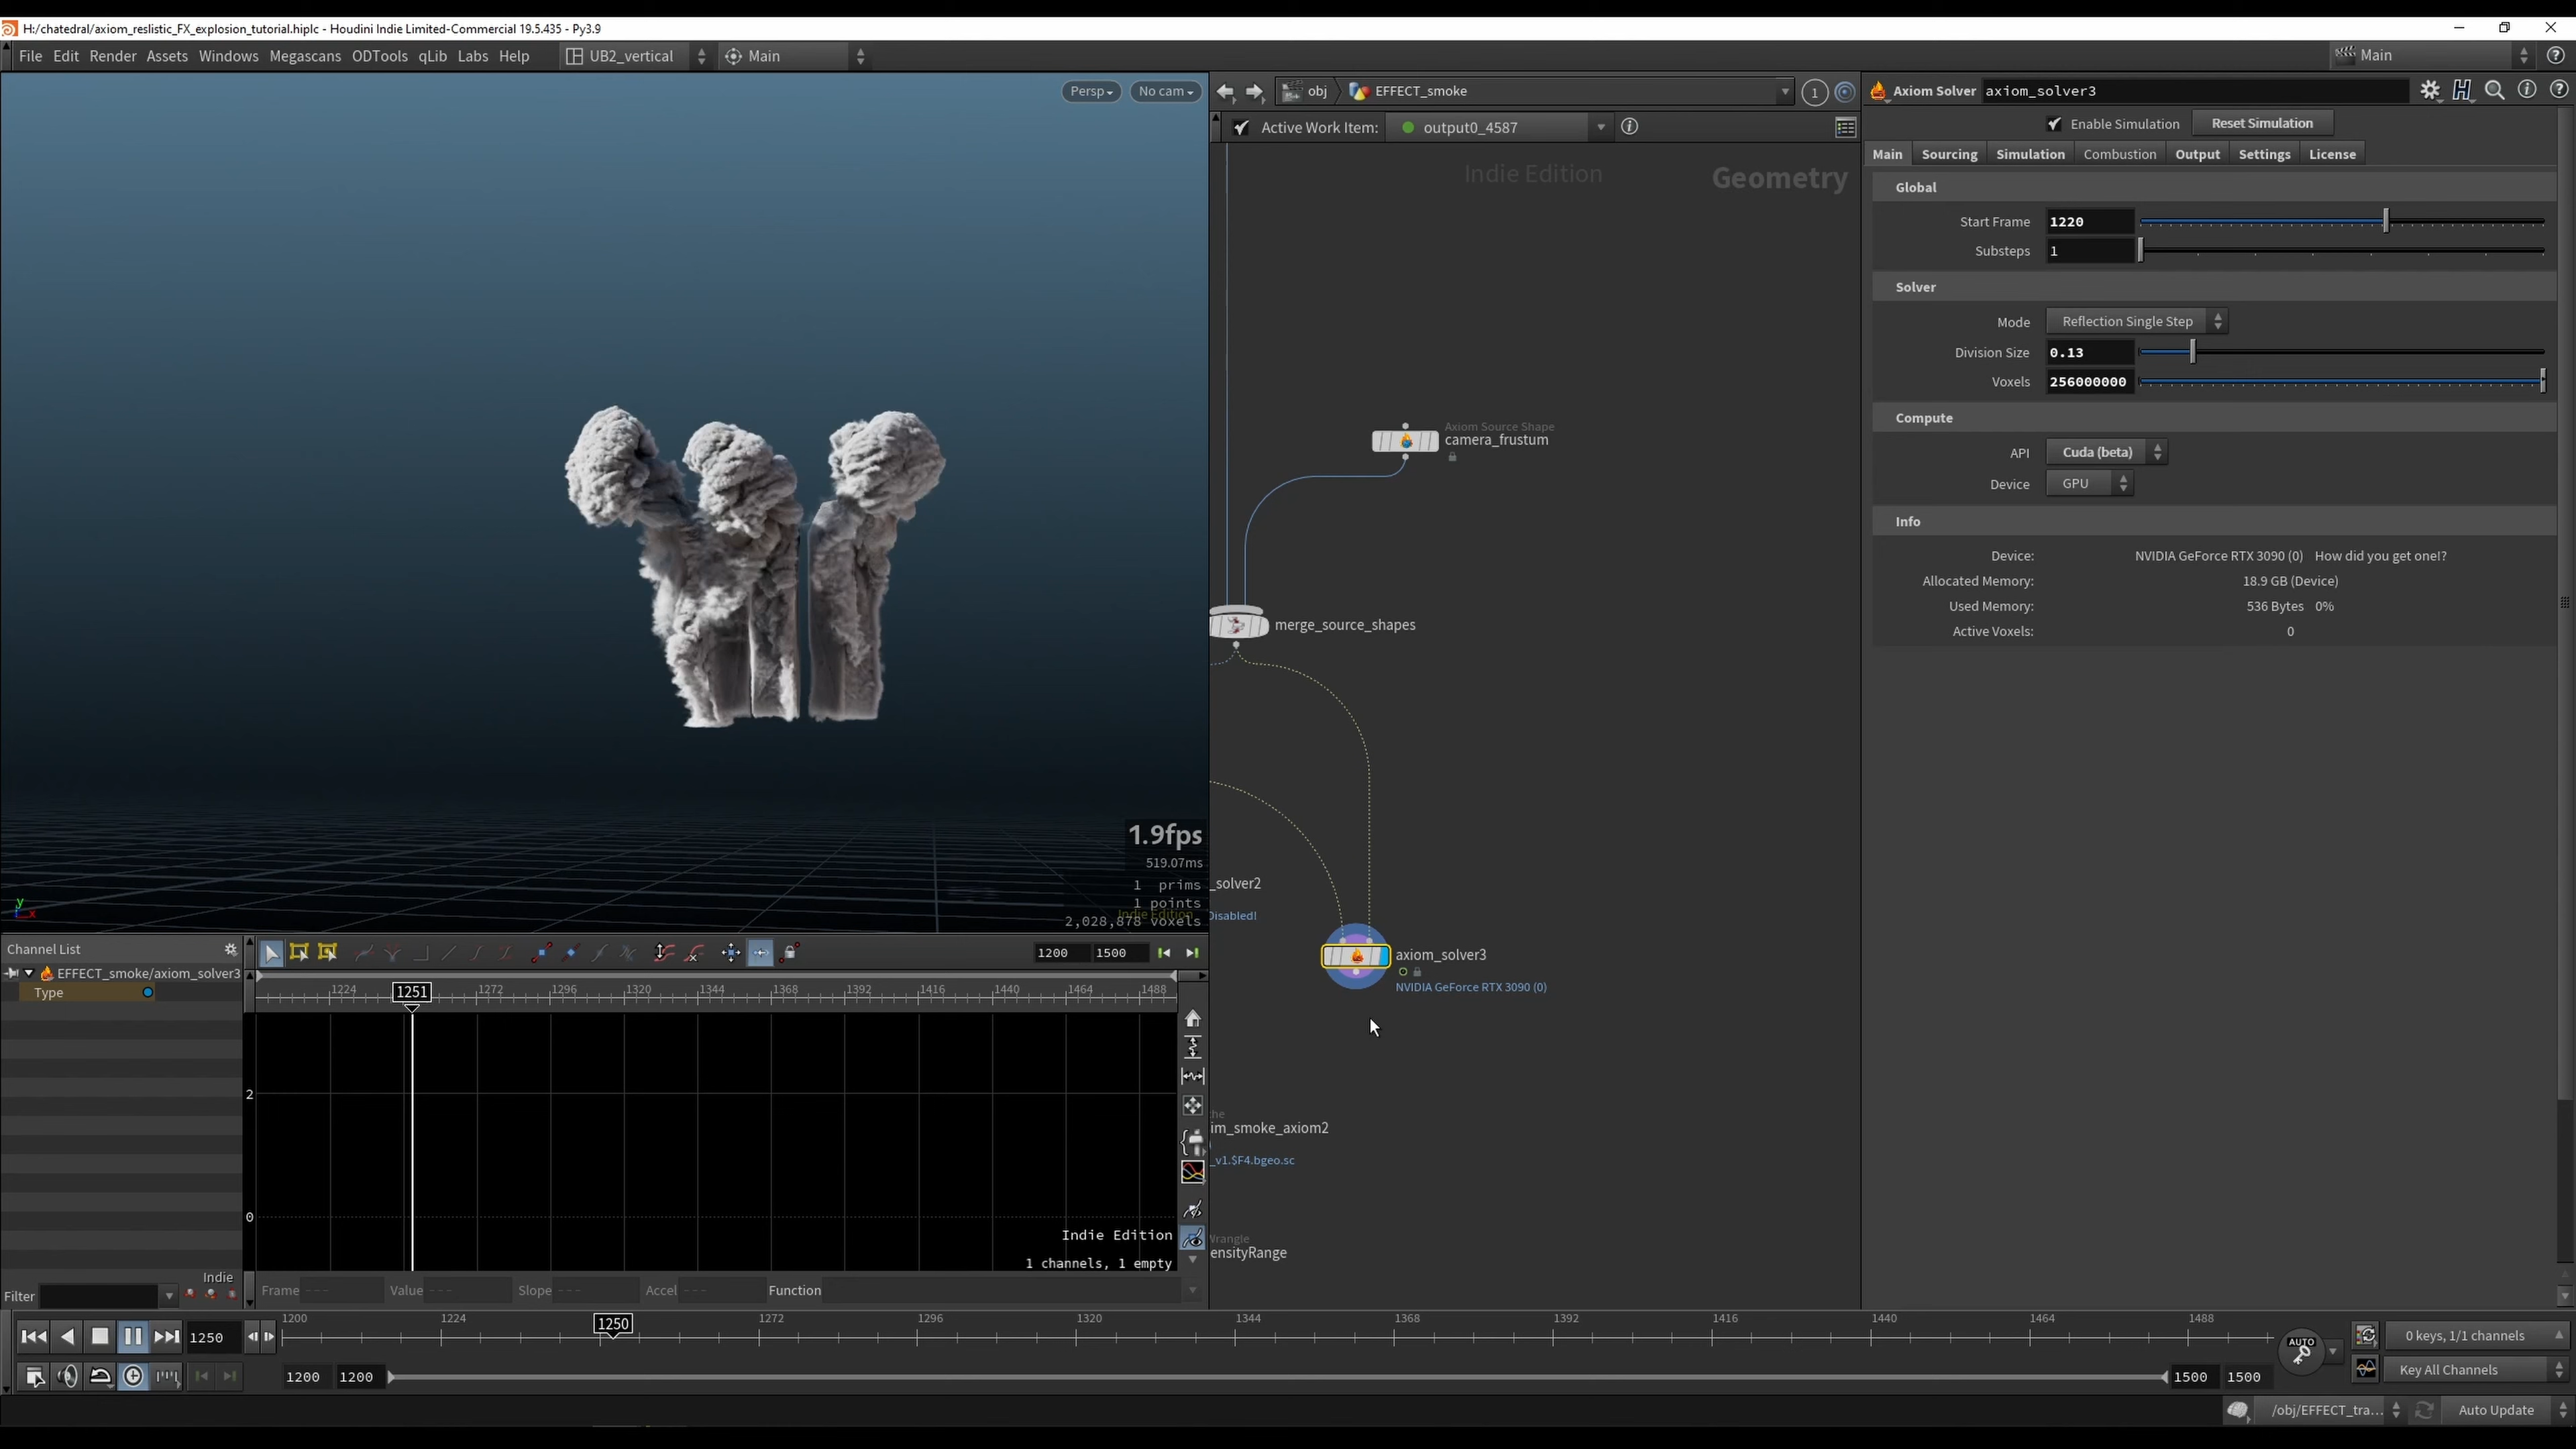 H:/chatedral/axiom_reslistic_FX_explosion_tutorial.hiplc - Houdini Indie Limited-Commercial 19.5.435 - Py3.9
File Edit Render Assets Windows Megascans ODTools qLib Labs Help UB2_vertical Main Main
Persp No cam
obj EFFECT_smoke 1
Active Work Item: output0_4587
Indie Edition
Geometry
Axiom Source Shape
camera_frustum
merge_source_shapes
_solver2
Disabled!
axiom_solver3
NVIDIA GeForce RTX 3090 (0)
che
im_smoke_axiom2
_v1.$F4.bgeo.sc
Wrangle
ensityRange
1.9fps
519.07ms
1 prims
1 points
Indie Edition
2,028,878 voxels
y
x
Axiom Solver axiom_solver3
Enable Simulation Reset Simulation
Main Sourcing Simulation Combustion Output Settings License
Global
Start Frame 1220
Substeps 1
Solver
Mode Reflection Single Step
Division Size 0.13
Voxels 256000000
Compute
API Cuda (beta)
Device GPU
Info
Device: NVIDIA GeForce RTX 3090 (0) How did you get one!?
Allocated Memory: 18.9 GB (Device)
Used Memory: 536 Bytes 0%
Active Voxels: 0
Channel List
EFFECT_smoke/axiom_solver3
Type
1200 1500
1224 1251 1272 1296 1320 1344 1368 1392 1416 1440 1464 1488
2
0
Indie Edition
1 channels, 1 empty
Indie
Filter
Frame --- Value --- Slope --- Accel --- Function
1250
1200 1224 1250 1272 1296 1320 1344 1368 1392 1416 1440 1464 1488
AUTO
0 keys, 1/1 channels
1200 1200 1500 1500
Key All Channels
/obj/EFFECT_tra... Auto Update